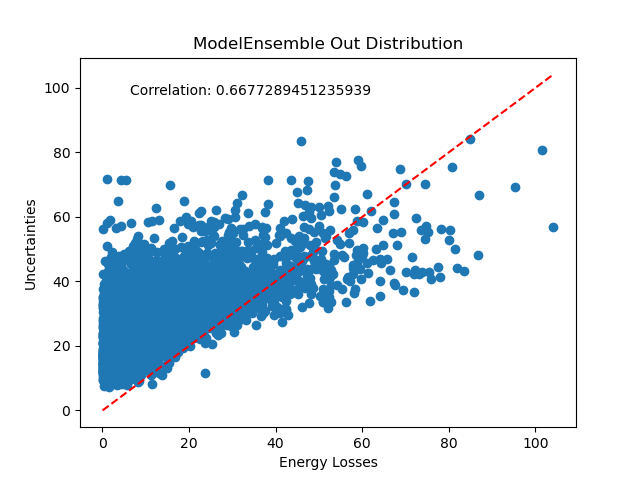 ModelEnsemble Out Distribution
Correlation: 0.6677289451235939
100
80
60
40
20
0
Uncertainties
0 20 40 60 80 100
Energy Losses